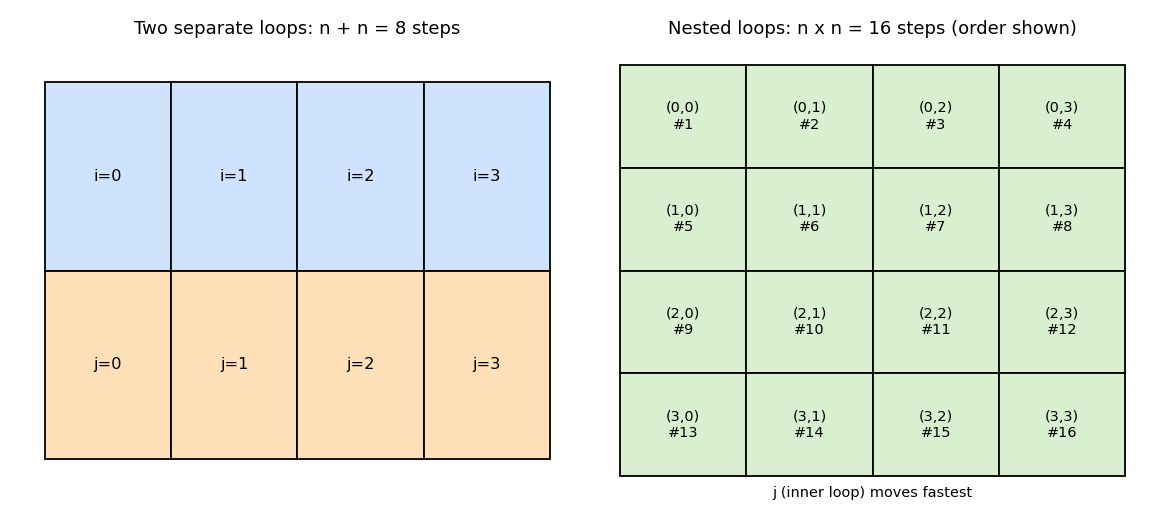 Two separate loops: n + n = 8 steps
i=0
i=1
i=2
i=3
j=0
j=1
j=2
j=3
Nested loops: n x n = 16 steps (order shown)
(0,0)
#1
(0,1)
#2
(0,2)
#3
(0,3)
#4
(1,0)
#5
(1,1)
#6
(1,2)
#7
(1,3)
#8
(2,0)
#9
(2,1)
#10
(2,2)
#11
(2,3)
#12
(3,0)
#13
(3,1)
#14
(3,2)
#15
(3,3)
#16
j (inner loop) moves fastest